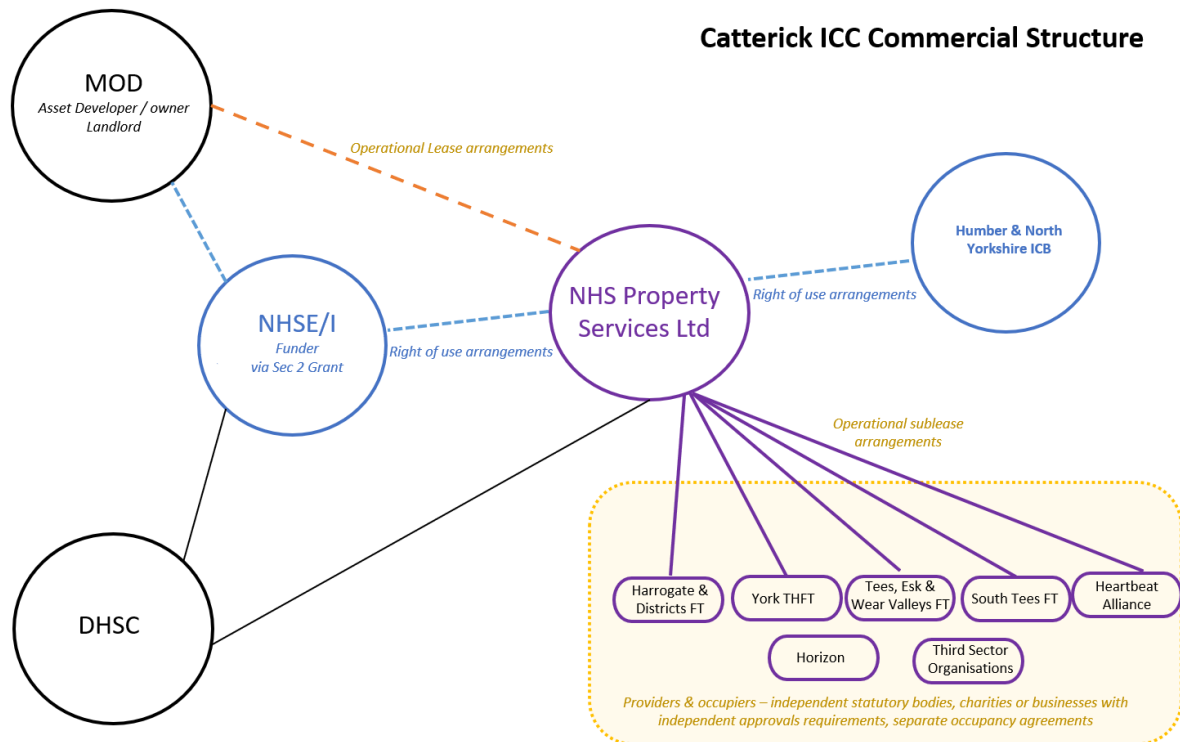 Catterick ICC Commercial Structure
MOD
Asset Developer / owner
Landlord
Operational Lease arrangements
Humber & North
Yorkshire ICB
NHS Property
Services Ltd
Right of use arrangements
NHSE/I
Funder
via Sec 2 Grant
Right of use arrangements
Operational sublease
arrangements
DHSC
Harrogate &
Districts FT
York THFT
Tees, Esk &
Wear Valleys FT
South Tees FT
Heartbeat
Alliance
Horizon
Third Sector
Organisations
Providers & occupiers – independent statutory bodies, charities or businesses with
independent approvals requirements, separate occupancy agreements